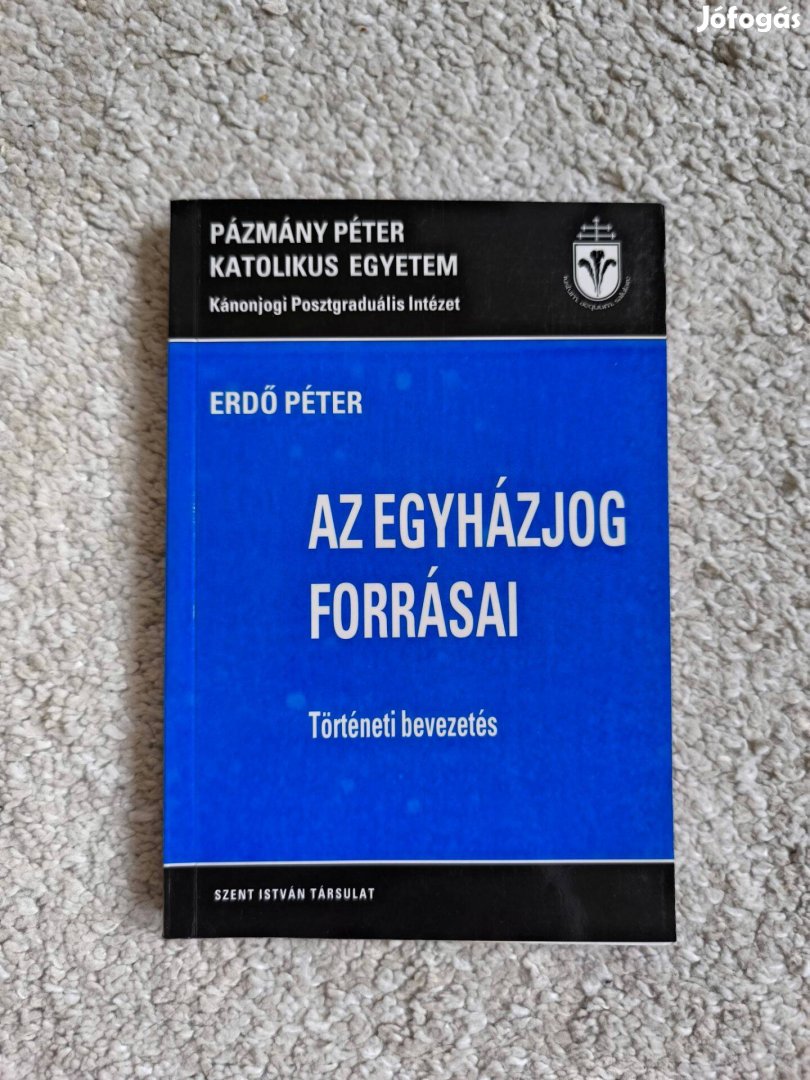 Jófogás
PÁZMÁNY PÉTER
KATOLIKUS EGYETEM
Kánonjogi Posztgraduális Intézet
ERDŐ PÉTER
AZ EGYHÁZJOG
FORRÁSAI
Történeti bevezetés
SZENT ISTVÁN TÁRSULAT